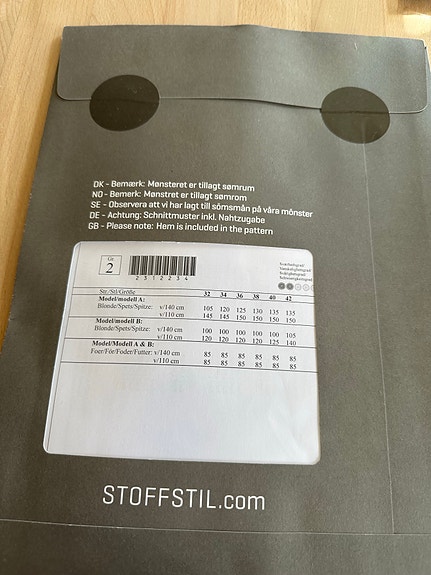 DK - Bemærk: Mønsteret er tillagt sømrum
NO - Bemerk: Mønstret er tillagt sømrom
SE - Observera att vi har lagt till sömsmån på våra mönster
DE - Achtung: Schnittmuster inkl. Nahtzugabe
GB - Please note: Hem is included in the pattern
Gr.
2
2312234
Str./Stl/Größe 32 34 36 38 40 42
Model/modell A:
Blonde/Spets/Spitze: v/140 cm 105 120 125 130 135 135
v/110 cm 145 145 150 150 150 150
Model/modell B:
Blonde/Spets/Spitze: v/140 cm 100 100 100 100 100 105
v/110 cm 120 120 120 120 125 140
Model/Modell A & B:
Foer/Fór/Foder/Futter: v/140 cm 85 85 85 85 85 85
v/110 cm 85 85 85 85 85 85
STOFFSTIL.com